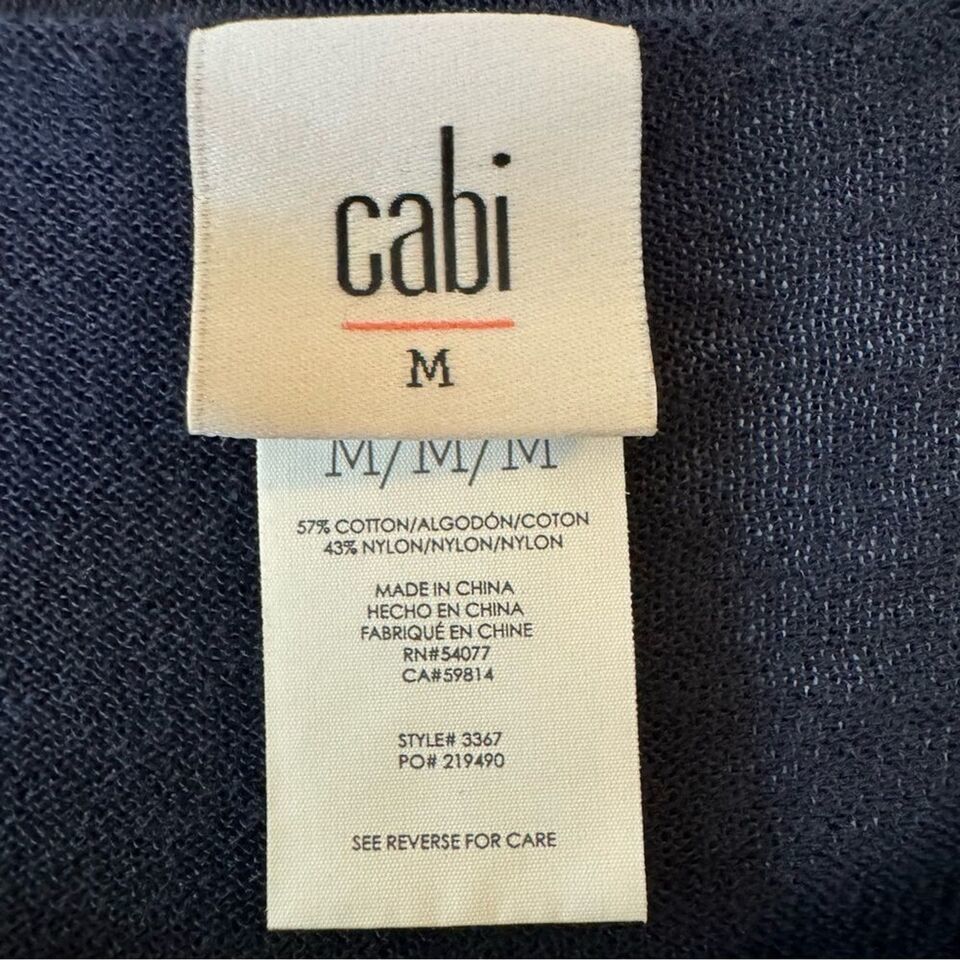 cabi
M
M/M/M
57% COTTON/ALGODÓN/COTON
43% NYLON/NYLON/NYLON
MADE IN CHINA
HECHO EN CHINA
FABRIQUÉ EN CHINE
RN#54077
CA#59814
STYLE# 3367
PO# 219490
SEE REVERSE FOR CARE